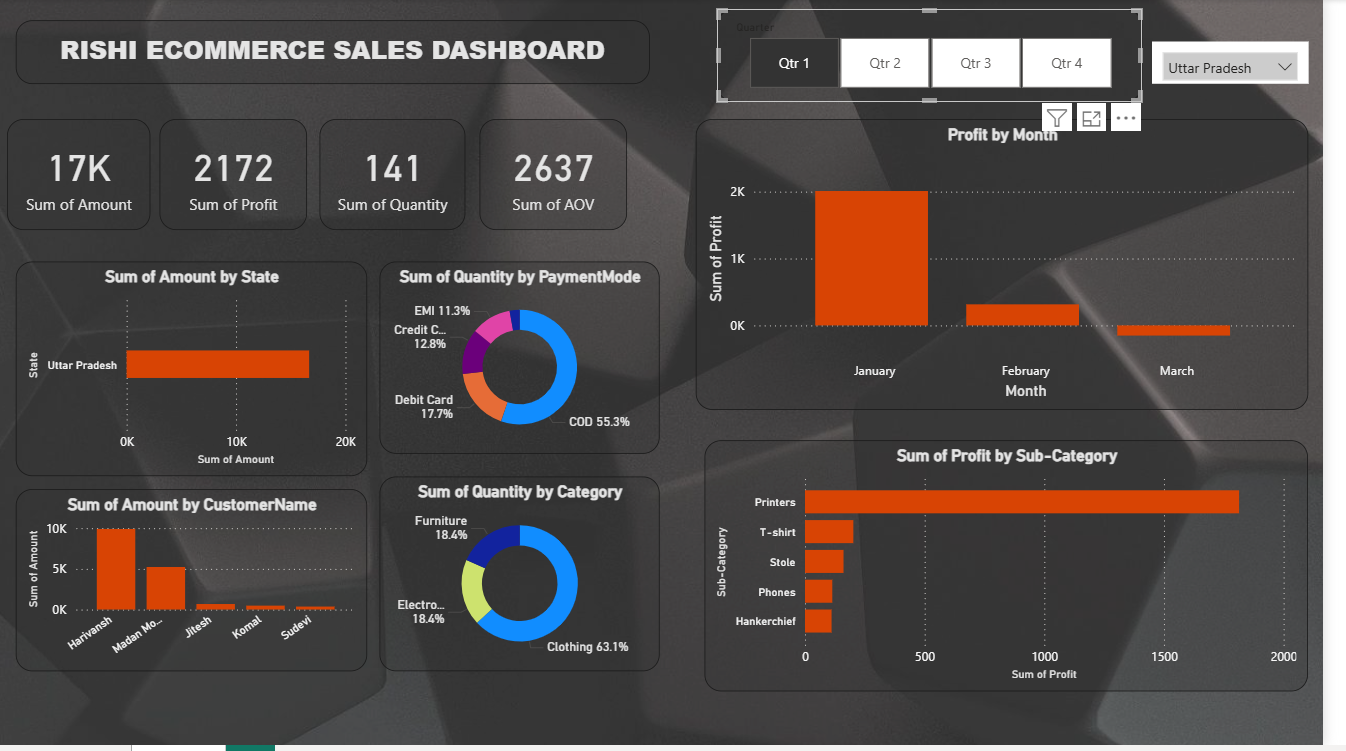 RISHI ECOMMERCE SALES DASHBOARD
Quarter
Qtr 1
Qtr 2
Qtr 3
Qtr 4
Uttar Pradesh
17K
Sum of Amount
2172
Sum of Profit
141
Sum of Quantity
2637
Sum of AOV
Profit by Month
Sum of Profit
2K
1K
0K
January
February
March
Month
Sum of Amount by State
State
Uttar Pradesh
0K
10K
20K
Sum of Amount
Sum of Quantity by PaymentMode
EMI 11.3%
Credit C...
12.8%
Debit Card
17.7%
COD 55.3%
Sum of Amount by CustomerName
Sum of Amount
10K
5K
0K
Harivansh
Madan Mo...
Jitesh
Komal
Sudevi
Sum of Quantity by Category
Furniture
18.4%
Electro...
18.4%
Clothing 63.1%
Sum of Profit by Sub-Category
Sub-Category
Printers
T-shirt
Stole
Phones
Hankerchief
0
500
1000
1500
2000
Sum of Profit